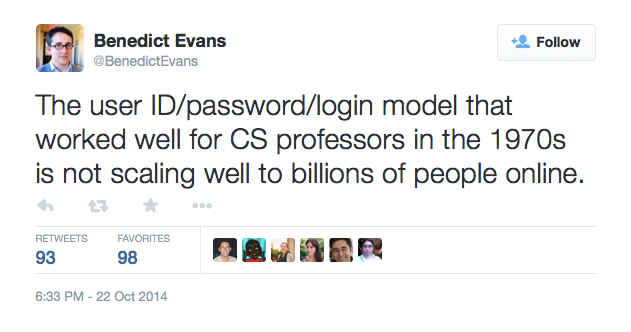 Benedict Evans
@BenedictEvans
Follow
The user ID/password/login model that
worked well for CS professors in the 1970s
is not scaling well to billions of people online.
RETWEETS FAVORITES
93 98
6:33 PM - 22 Oct 2014